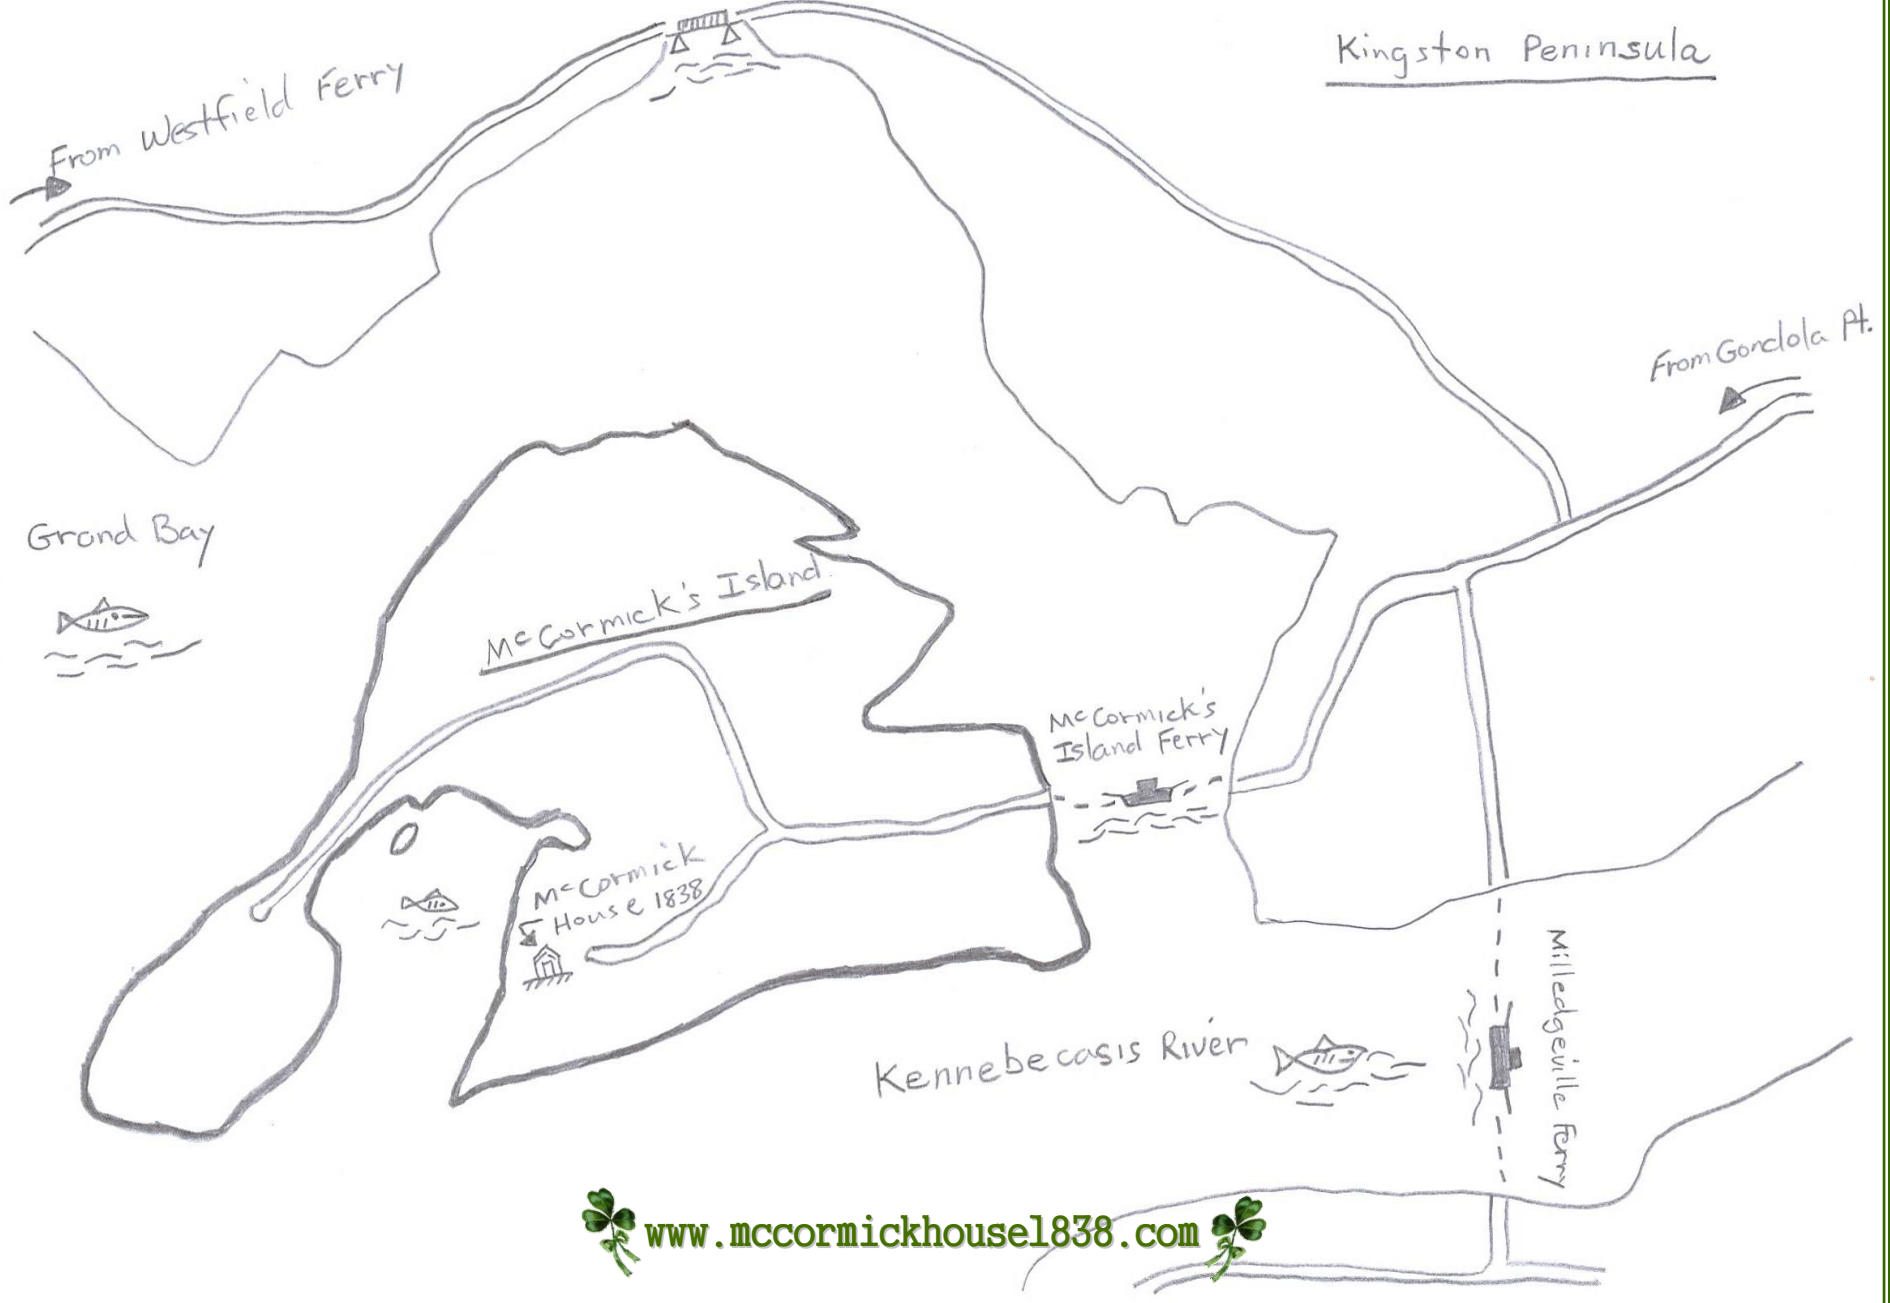 Kingston Peninsula
From Westfield Ferry
From Gondola Pt.
Grand Bay
McCormick's Island
McCormick's
Island Ferry
McCormick
House 1838
Milledgeville Ferry
Kennebecasis River
www.mccormickhouse1838.com